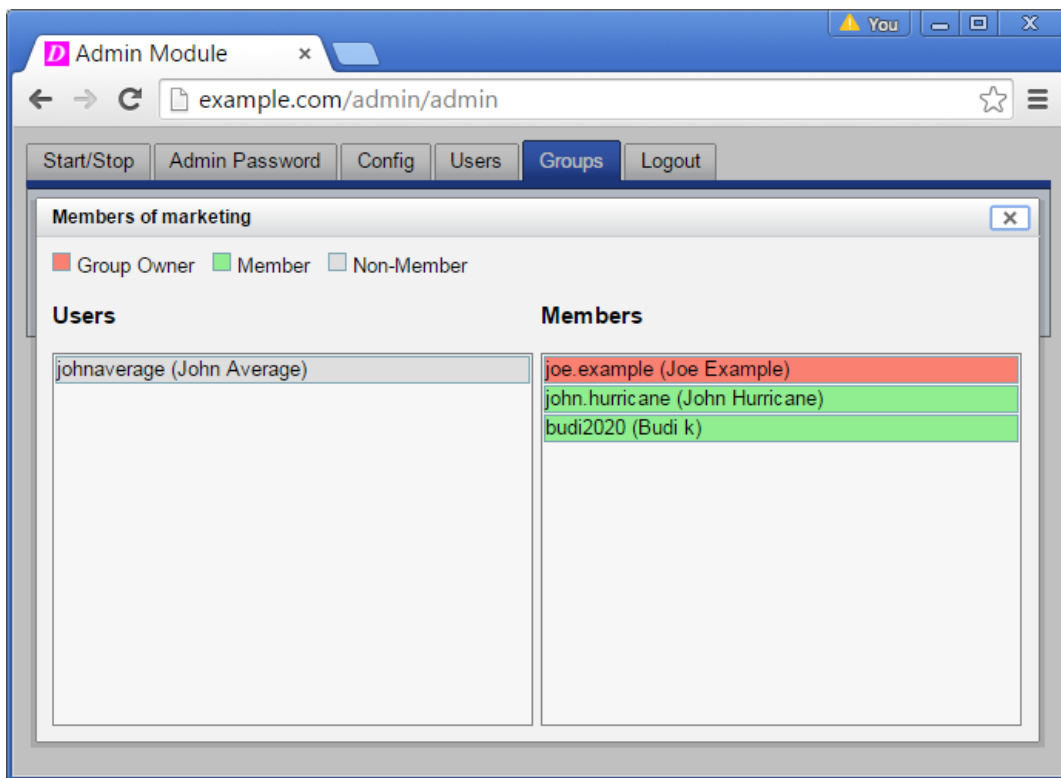 You
D Admin Module
example.com/admin/admin
Start/Stop Admin Password Config Users Groups Logout
Members of marketing
Group Owner Member Non-Member
Users Members
johnaverage (John Average) joe.example (Joe Example)
john.hurricane (John Hurricane)
budi2020 (Budi k)